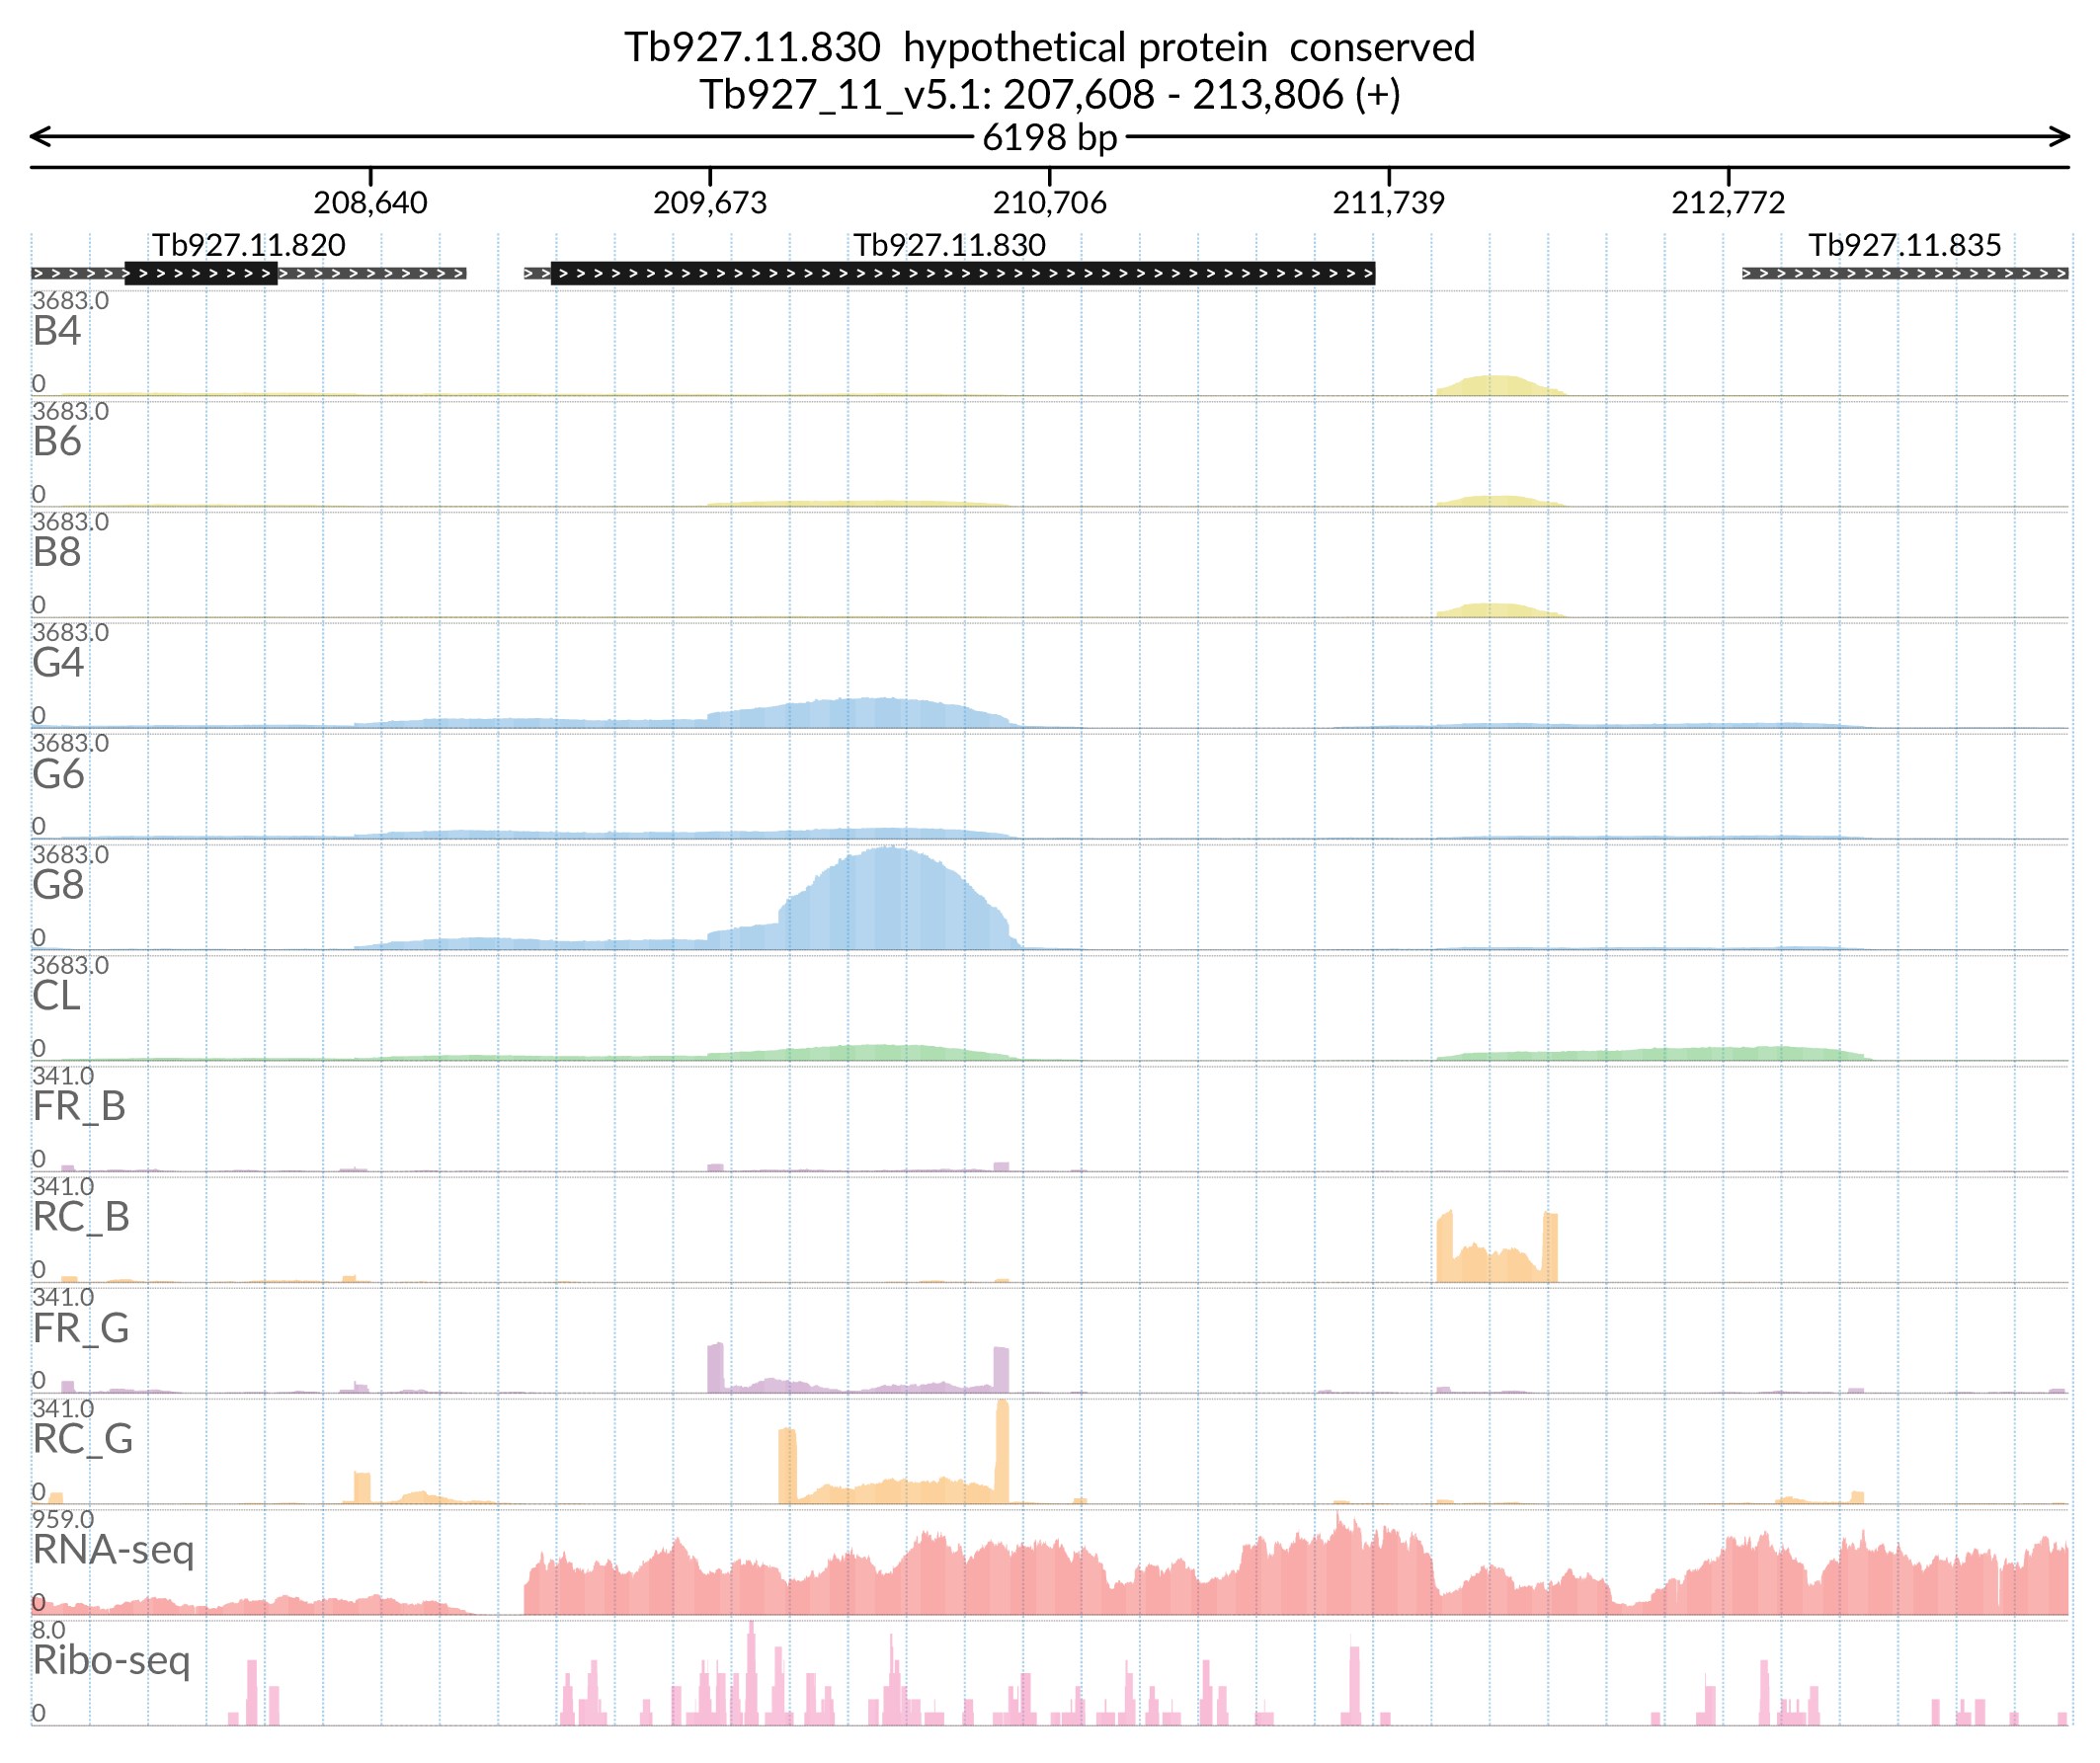 Tb927.11.830 hypothetical protein conserved
Tb927_11_v5.1: 207,608 - 213,806 (+)
6198 bp
208,640 209,673 210,706 211,739 212,772
Tb927.11.820 Tb927.11.830 Tb927.11.835
3683.0
B4
0
3683.0
B6
0
3683.0
B8
0
3683.0
G4
0
3683.0
G6
0
3683.0
G8
0
3683.0
CL
0
341.0
FR_B
0
341.0
RC_B
0
341.0
FR_G
0
341.0
RC_G
0
959.0
RNA-seq
0
8.0
Ribo-seq
0